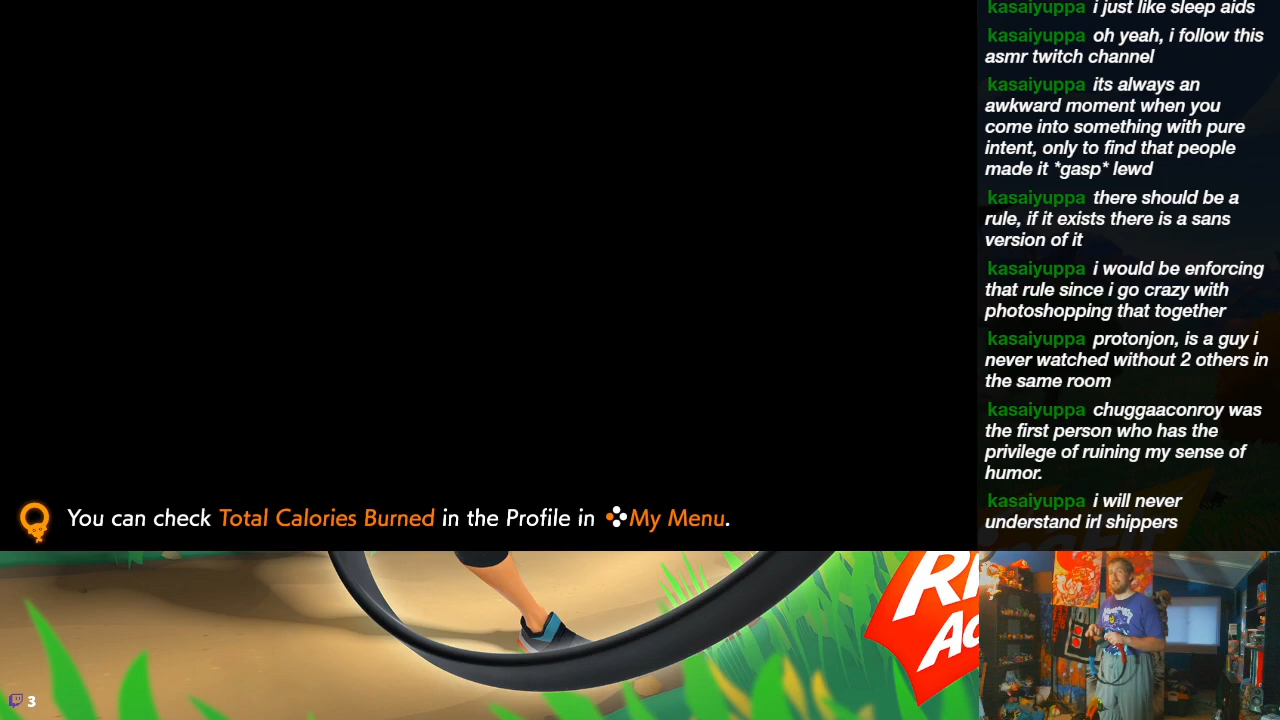 kasaiyuppa i just like sleep aids
kasaiyuppa oh yeah, i follow this
asmr twitch channel
kasaiyuppa its always an
awkward moment when you
come into something with pure
intent, only to find that people
made it *gasp* lewd
kasaiyuppa there should be a
rule, if it exists there is a sans
version of it
kasaiyuppa i would be enforcing
that rule since i go crazy with
photoshopping that together
kasaiyuppa protonjon, is a guy i
never watched without 2 others in
the same room
kasaiyuppa chuggaaconroy was
the first person who has the
privilege of ruining my sense of
humor.
kasaiyuppa i will never
understand irl shippers
You can check Total Calories Burned in the Profile in My Menu.
3